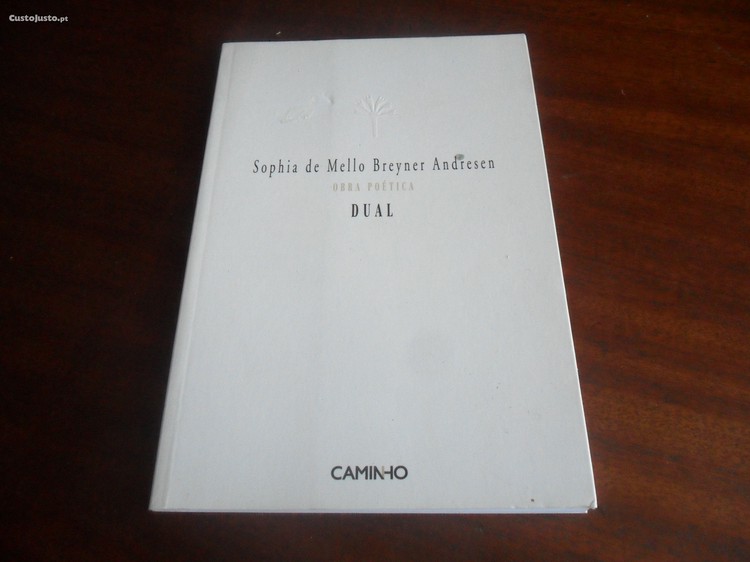 CustoJusto.pt
Sophia de Mello Breyner Andresen
OBRA POÉTICA
DUAL
CAMINHO